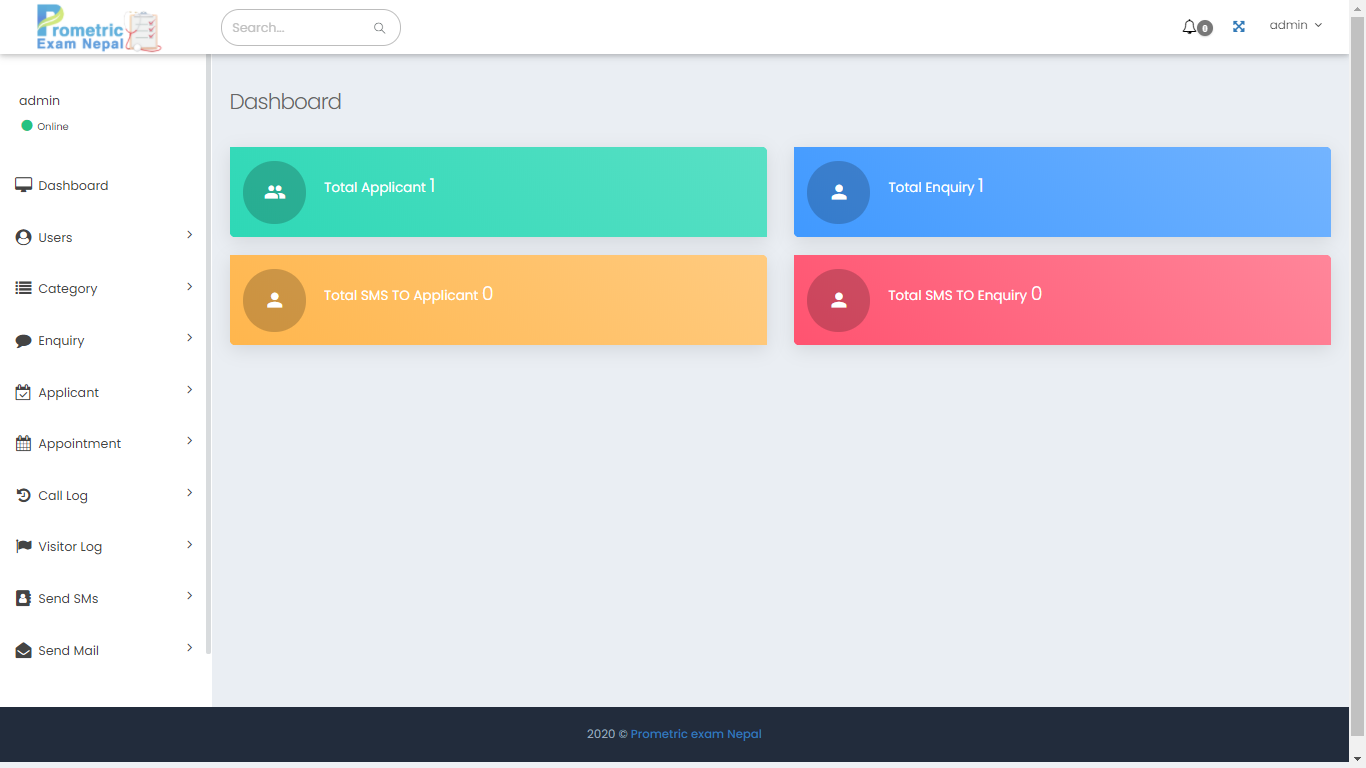 Prometric
Exam Nepal
Search...
0
admin
admin
Online
Dashboard
Users
Category
Enquiry
Applicant
Appointment
Call Log
Visitor Log
Send SMs
Send Mail
Dashboard
Total Applicant 1
Total Enquiry 1
Total SMS TO Applicant 0
Total SMS TO Enquiry 0
2020 © Prometric exam Nepal